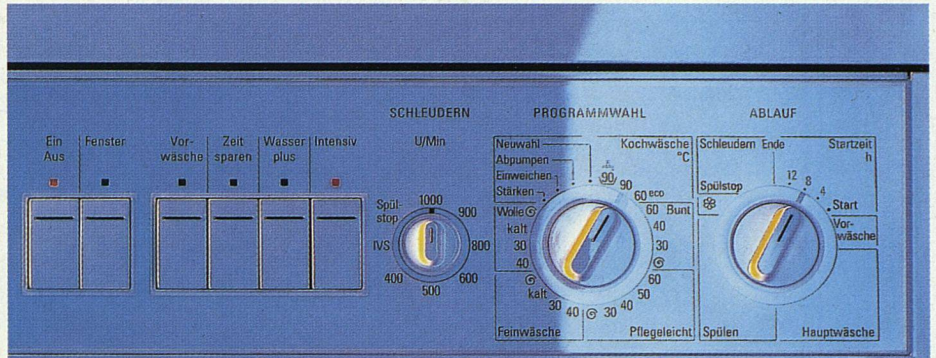 Ein
Aus
Fenster
Vor-
wäsche
Zeit
sparen
Wasser
plus
Intensiv
SCHLEUDERN
U/Min
Spül-
stop
1000
900
800
600
500
400
IVS
PROGRAMMWAHL
Neuwahl
Abpumpen
Einweichen
Stärken
Kochwäsche
°C
90
90
60 eco
60 Bunt
40
30
60
50
40
30
Pflegeleicht
Wolle
kalt
30
40
kalt
30
40
Feinwäsche
ABLAUF
Schleudern Ende
Startzeit
h
12
8
4
Start
Spülstop
Vor-
wäsche
Spülen
Hauptwäsche